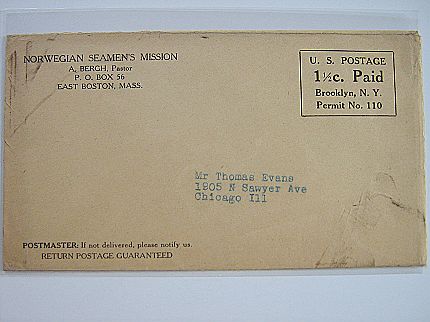 NORWEGIAN SEAMEN'S MISSION
A. BERGH, Pastor
P. O. BOX 56
EAST BOSTON, MASS.
U. S. POSTAGE
1½c. Paid
Brooklyn, N. Y.
Permit No. 110
Mr Thomas Evans
1905 N Sawyer Ave
Chicago Ill
POSTMASTER: If not delivered, please notify us.
RETURN POSTAGE GUARANTEED